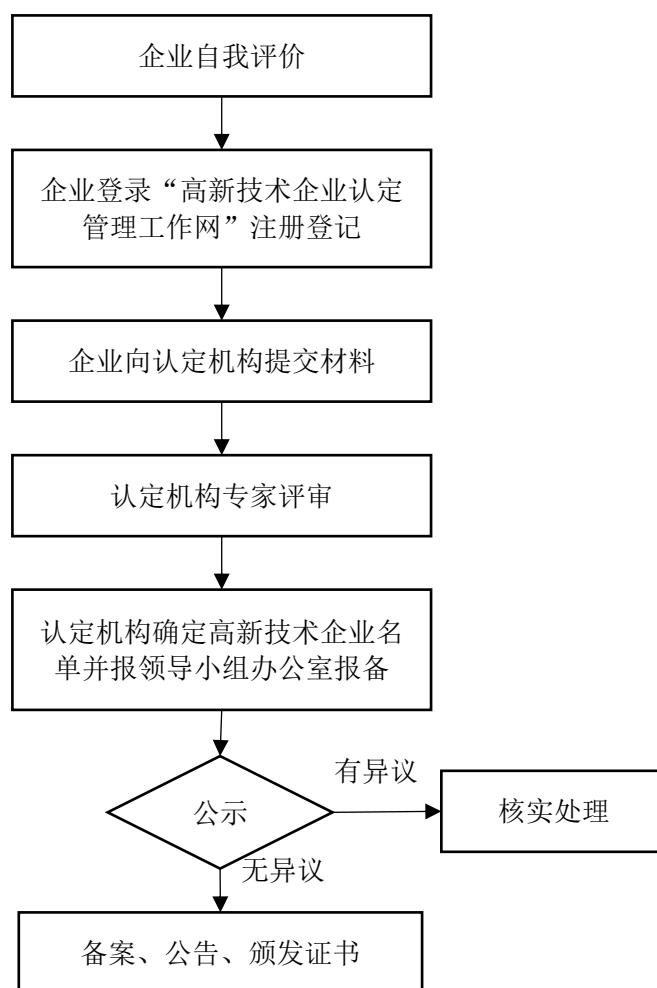 企业自我评价
企业登录“高新技术企业认定
管理工作网”注册登记
企业向认定机构提交材料
认定机构专家评审
认定机构确定高新技术企业名
单并报领导小组办公室报备
有异议
公示
核实处理
无异议
备案、公告、颁发证书